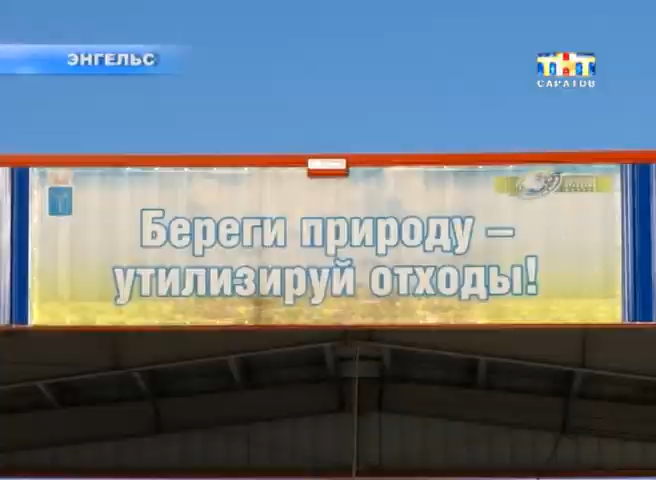 ЭНГЕЛЬС
ТНТ
САРАТОВ
Береги природу –
утилизируй отходы!